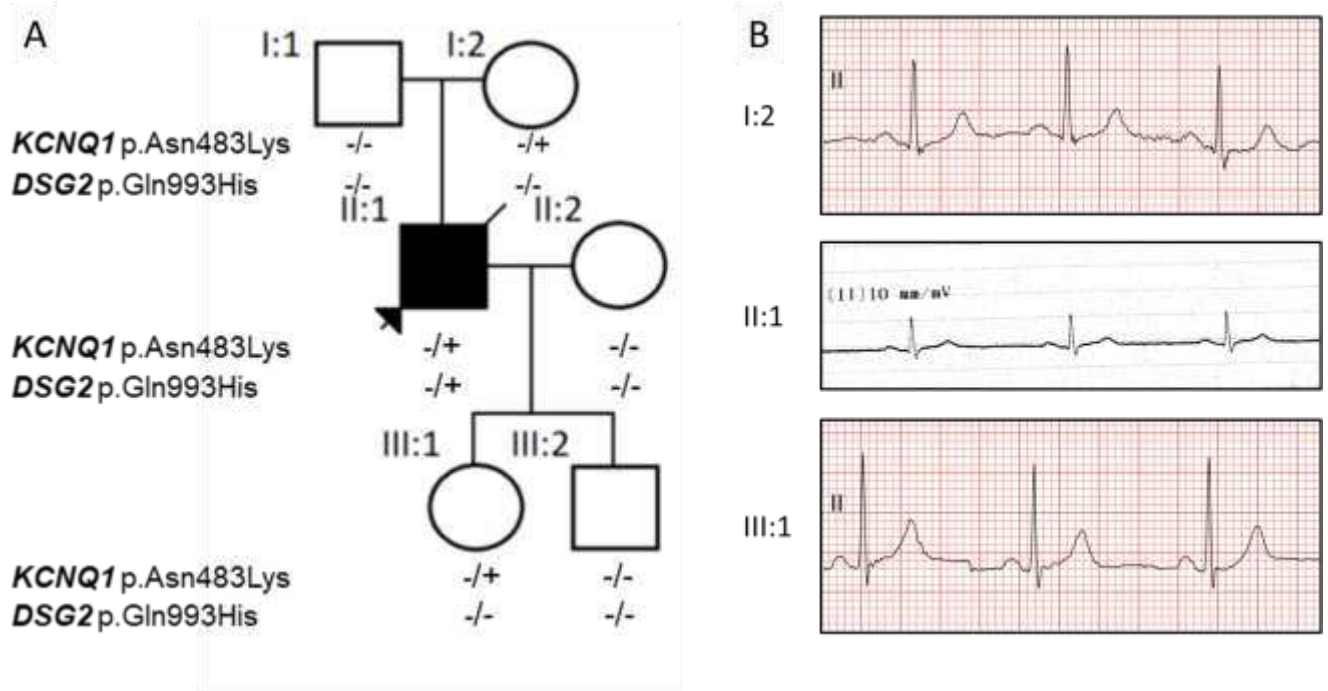 A
I:1 I:2
KCNQ1 p.Asn483Lys -/- -/+
DSG2 p.Gln993His -/- -/-
II:1 II:2
KCNQ1 p.Asn483Lys -/+ -/-
DSG2 p.Gln993His -/+ -/-
III:1 III:2
KCNQ1 p.Asn483Lys -/+ -/-
DSG2 p.Gln993His -/- -/-
B
I:2
II
II:1
(II)10 mm/mV
III:1
II